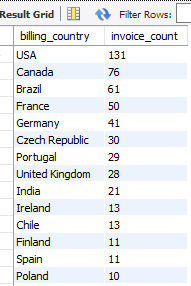 Result Grid Filter Rows:
billing_country invoice_count
USA 131
Canada 76
Brazil 61
France 50
Germany 41
Czech Republic 30
Portugal 29
United Kingdom 28
India 21
Ireland 13
Chile 13
Finland 11
Spain 11
Poland 10